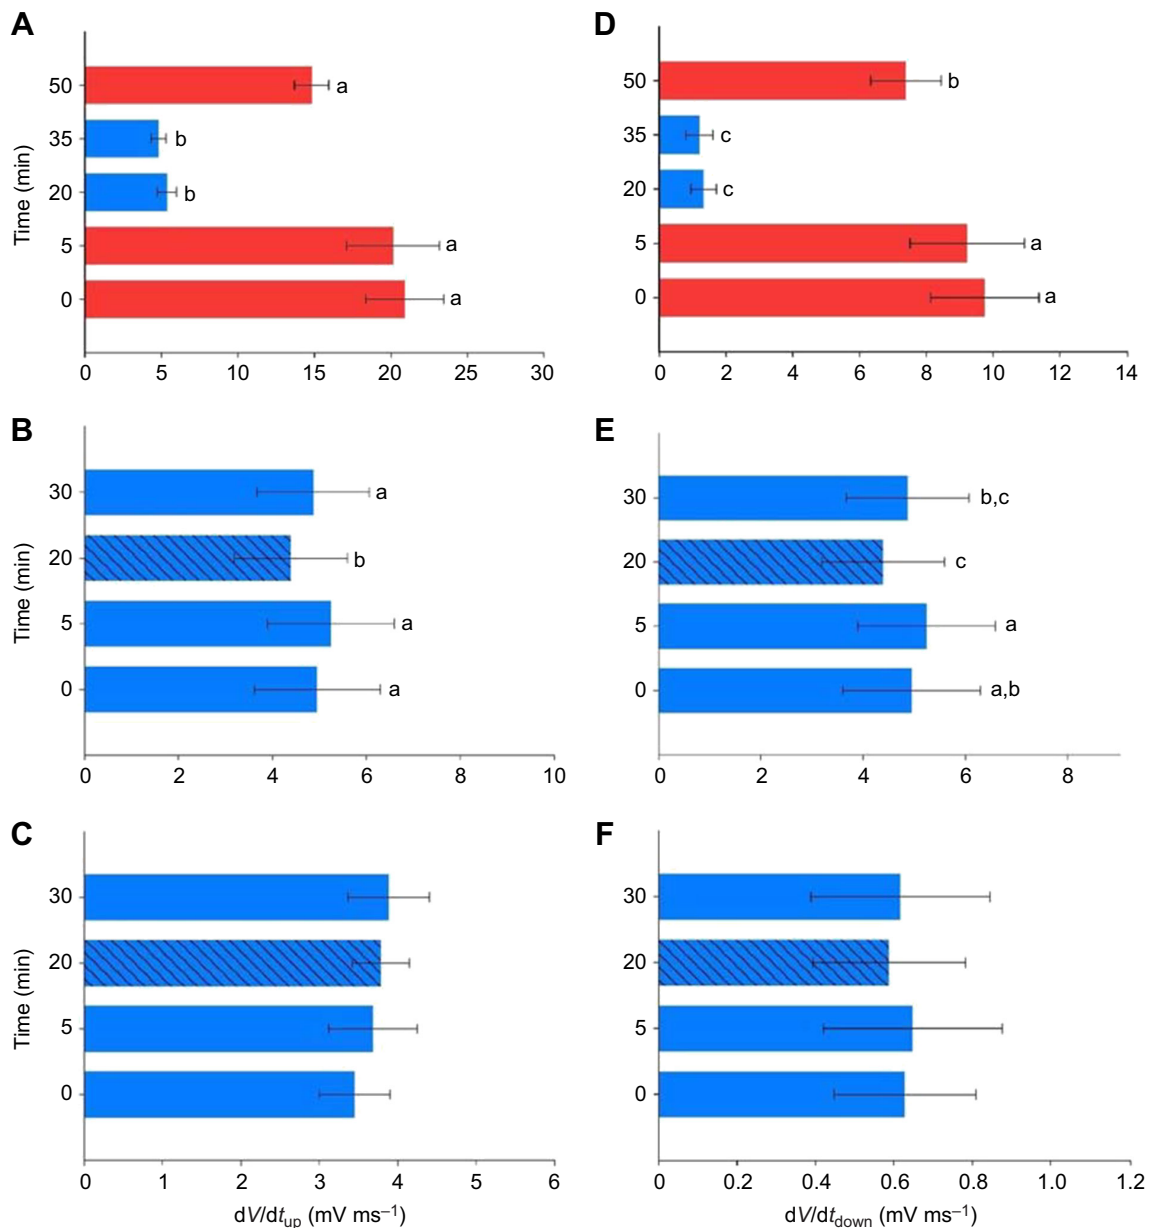 A
Time (min)
50
a
35
b
20
b
5
a
0
a
0 5 10 15 20 25 30
D
50
b
35
c
20
c
5
a
0
a
0 2 4 6 8 10 12 14
B
Time (min)
30
a
20
b
5
a
0
a
0 2 4 6 8 10
E
30
b,c
20
c
5
a
0
a,b
0 2 4 6 8
C
Time (min)
30
20
5
0
0 1 2 3 4 5 6
dV/dt_up (mV ms⁻¹)
F
30
20
5
0
0 0.2 0.4 0.6 0.8 1.0 1.2
dV/dt_down (mV ms⁻¹)